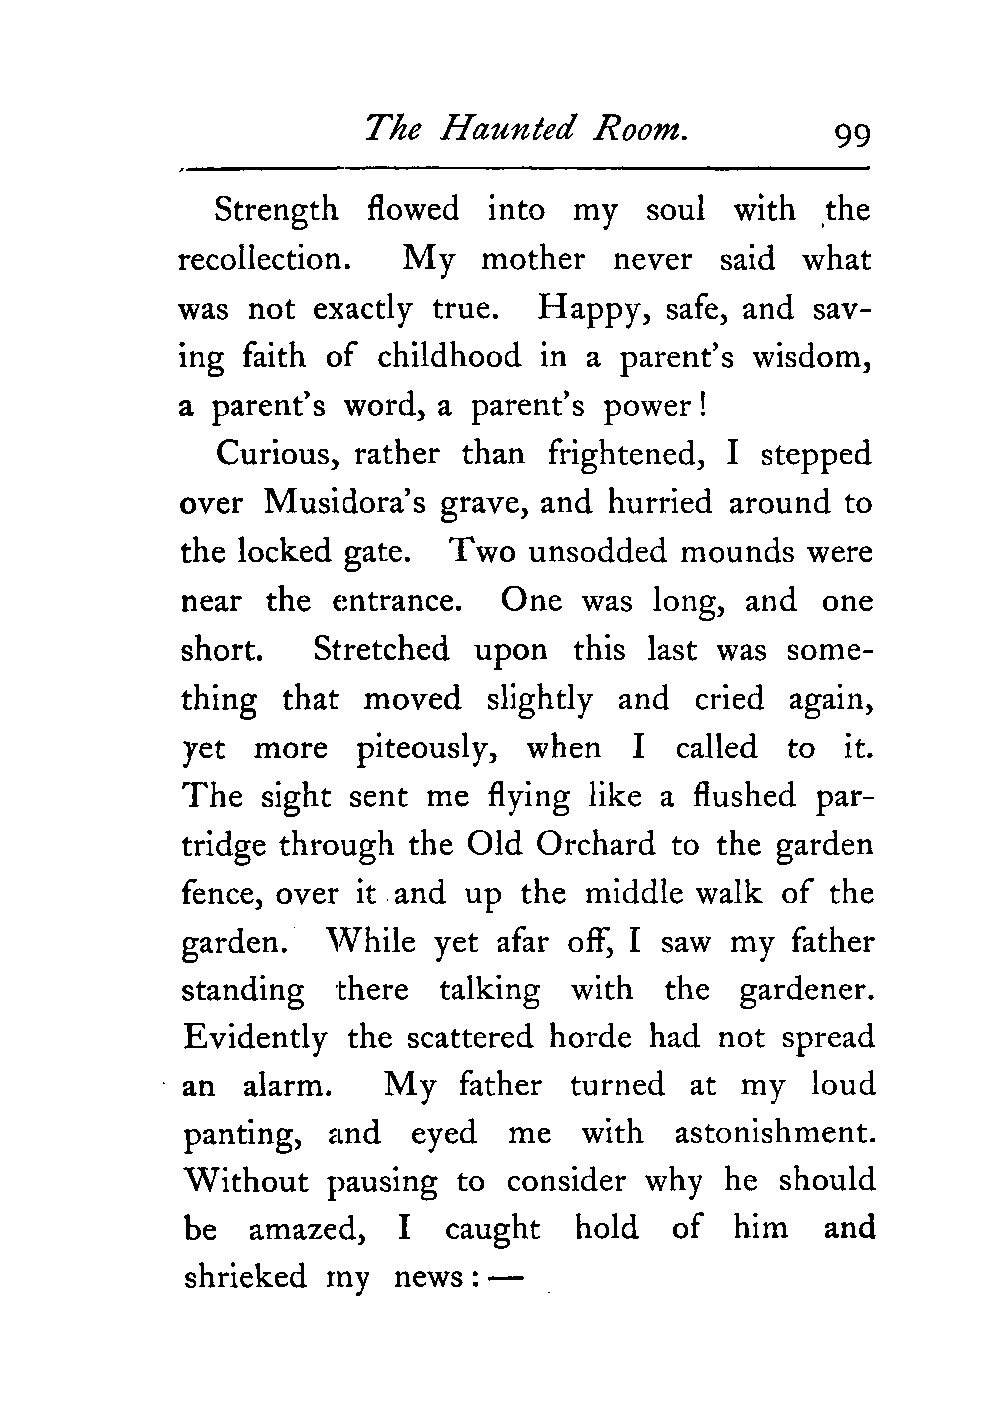 The Haunted Room. 99
Strength flowed into my soul with the
recollection. My mother never said what
was not exactly true. Happy, safe, and sav-
ing faith of childhood in a parent's wisdom,
a parent's word, a parent's power!
Curious, rather than frightened, I stepped
over Musidora's grave, and hurried around to
the locked gate. Two unsodded mounds were
near the entrance. One was long, and one
short. Stretched upon this last was some-
thing that moved slightly and cried again,
yet more piteously, when I called to it.
The sight sent me flying like a flushed par-
tridge through the Old Orchard to the garden
fence, over it and up the middle walk of the
garden. While yet afar off, I saw my father
standing there talking with the gardener.
Evidently the scattered horde had not spread
an alarm. My father turned at my loud
panting, and eyed me with astonishment.
Without pausing to consider why he should
be amazed, I caught hold of him and
shrieked my news:—